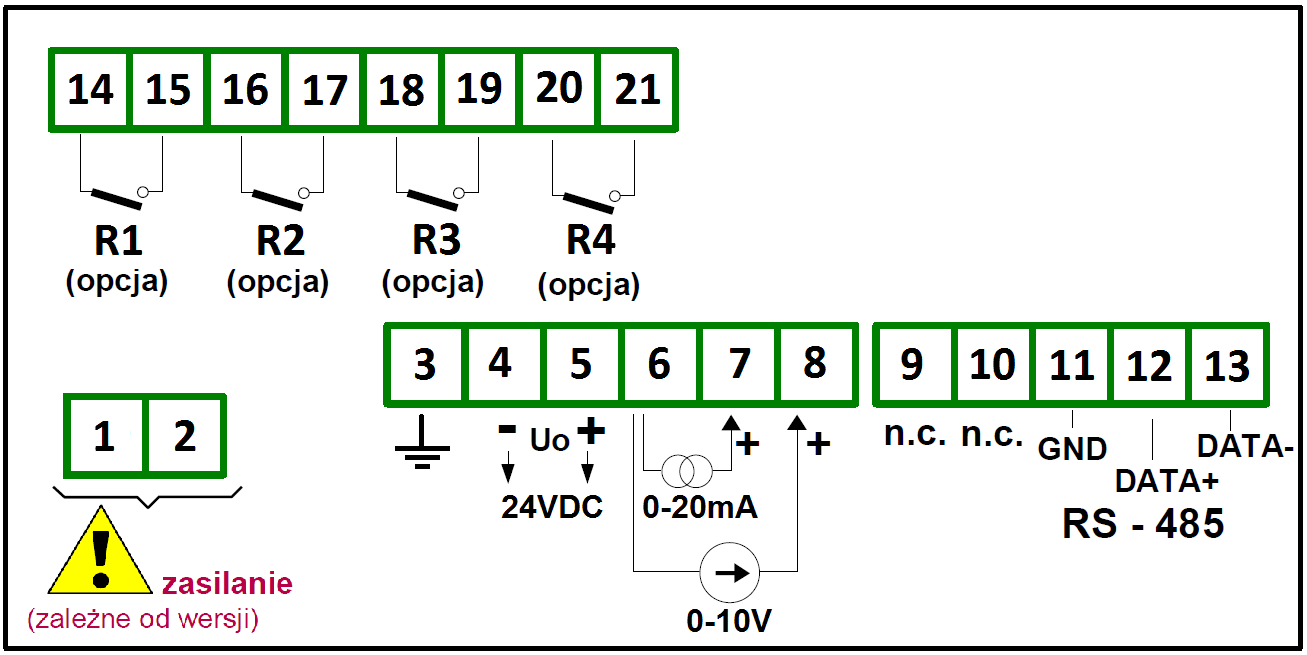 14 15 16 17 18 19 20 21
R1 R2 R3 R4
(opcja) (opcja) (opcja) (opcja)
3 4 5 6 7 8 9 10 11 12 13
1 2
- Uo + + + n.c. n.c. GND DATA-
DATA+
24VDC 0-20mA
RS - 485
! zasilanie
(zależne od wersji)
0-10V